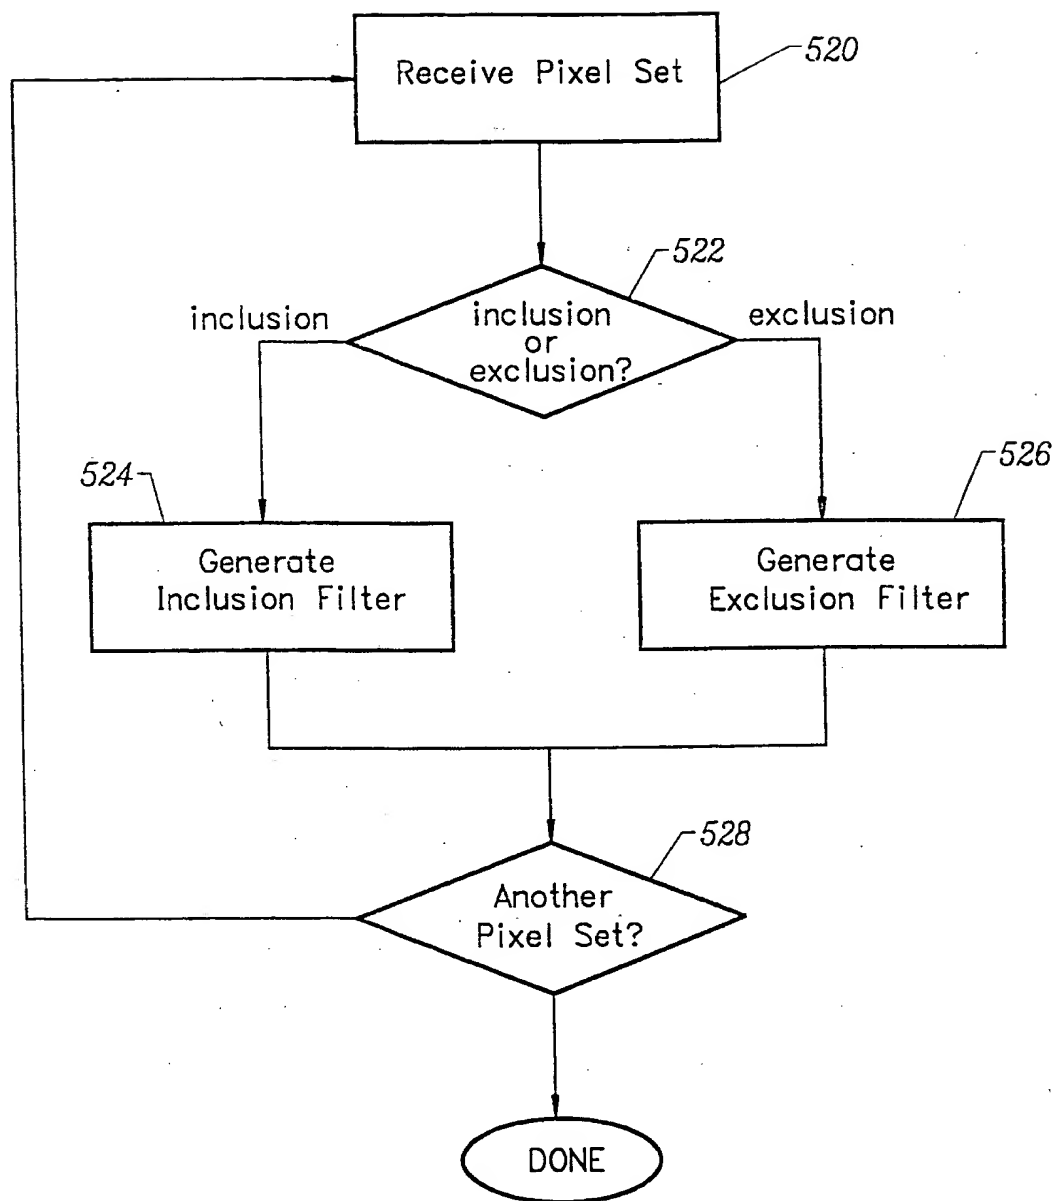 Receive Pixel Set
520
522
inclusion
inclusion
or
exclusion?
exclusion
524
526
Generate
Inclusion Filter
Generate
Exclusion Filter
528
Another
Pixel Set?
DONE